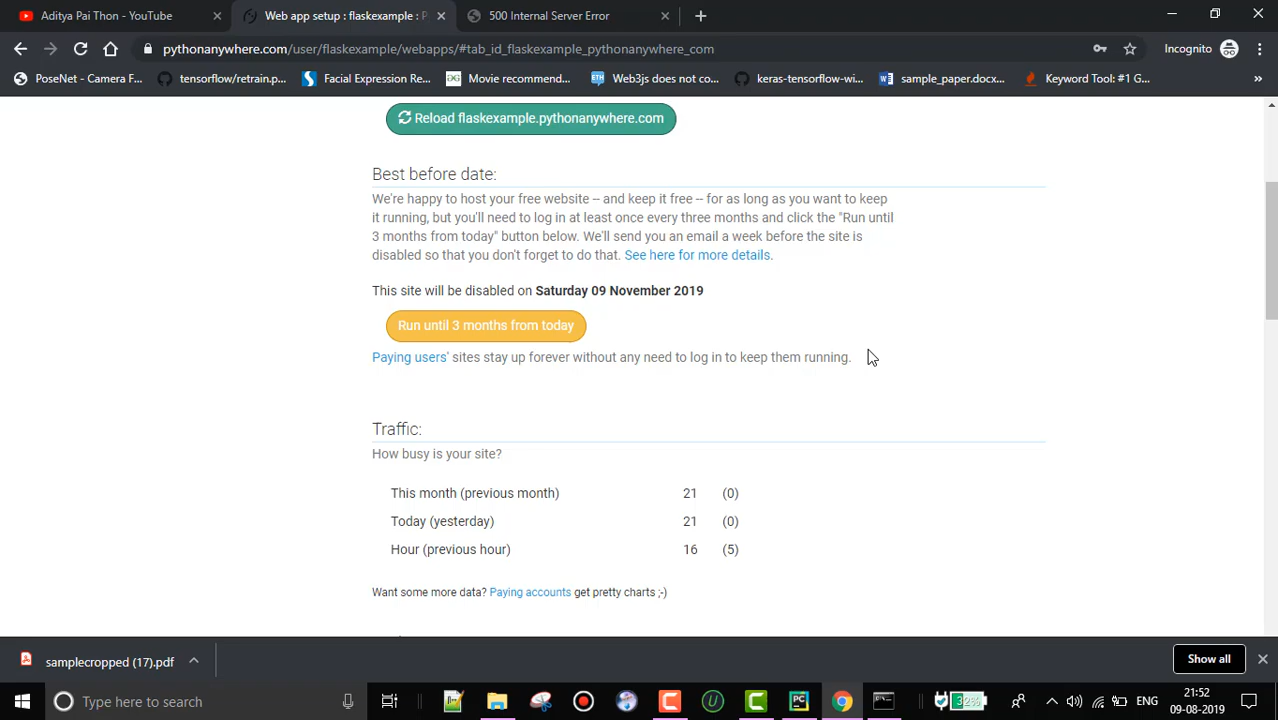 Aditya Pai Thon - YouTube
Web app setup : flaskexample : P
500 Internal Server Error
pythonanywhere.com/user/flaskexample/webapps/#tab_id_flaskexample_pythonanywhere_com
Incognito
PoseNet - Camera F...
tensorflow/retrain.p...
Facial Expression Re...
Movie recommend...
Web3js does not co...
keras-tensorflow-wi...
sample_paper.docx...
Keyword Tool: #1 G...
»
Reload flaskexample.pythonanywhere.com
Best before date:
We're happy to host your free website -- and keep it free -- for as long as you want to keep
it running, but you'll need to log in at least once every three months and click the "Run until
3 months from today" button below. We'll send you an email a week before the site is
disabled so that you don't forget to do that. See here for more details.
This site will be disabled on Saturday 09 November 2019
Run until 3 months from today
Paying users' sites stay up forever without any need to log in to keep them running.
Traffic:
How busy is your site?
This month (previous month) 21 (0)
Today (yesterday) 21 (0)
Hour (previous hour) 16 (5)
Want some more data? Paying accounts get pretty charts ;-)
samplecropped (17).pdf
Show all
Type here to search
32%
ENG
21:52
09-08-2019